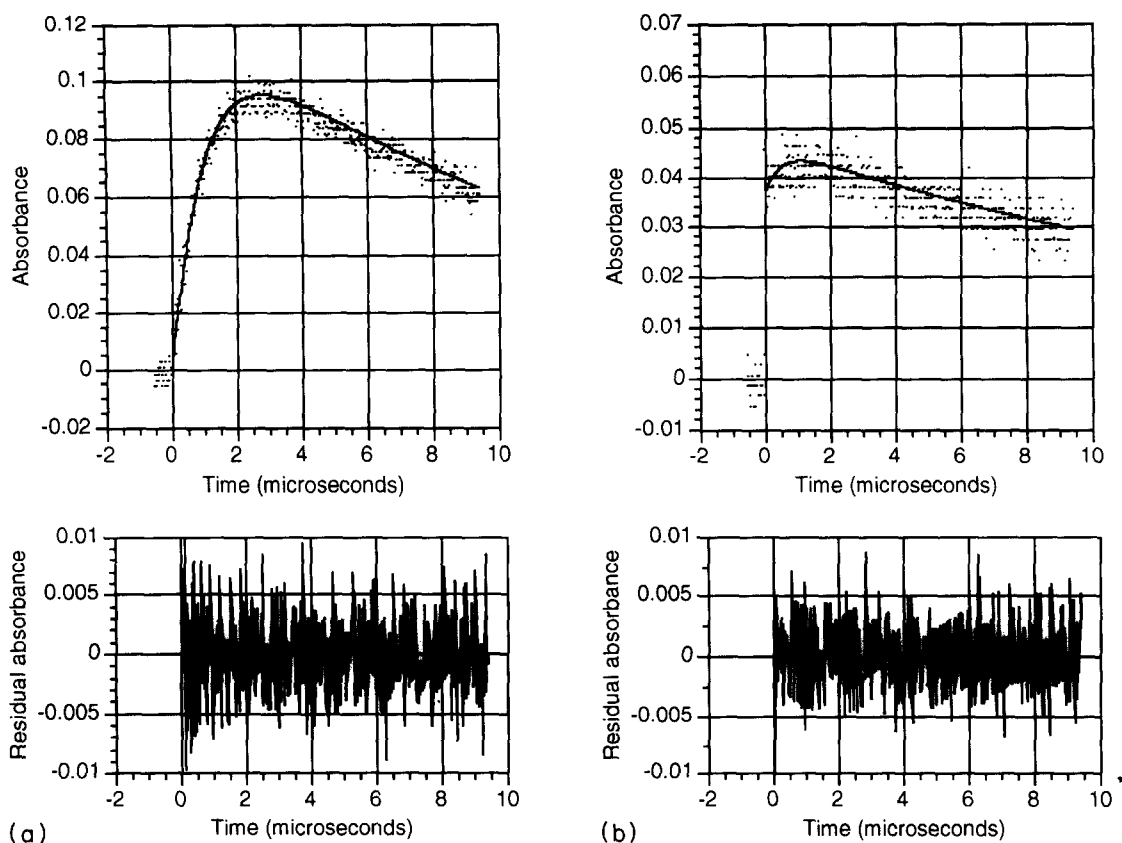 0.12
0.1
0.08
0.06
0.04
0.02
0
-0.02
Absorbance
-2 0 2 4 6 8 10
Time (microseconds)
0.07
0.06
0.05
0.04
0.03
0.02
0.01
0
-0.01
Absorbance
-2 0 2 4 6 8 10
Time (microseconds)
0.01
0.005
0
-0.005
-0.01
Residual absorbance
-2 0 2 4 6 8 10
Time (microseconds)
(a)
0.01
0.005
0
-0.005
-0.01
Residual absorbance
-2 0 2 4 6 8 10
Time (microseconds)
(b)